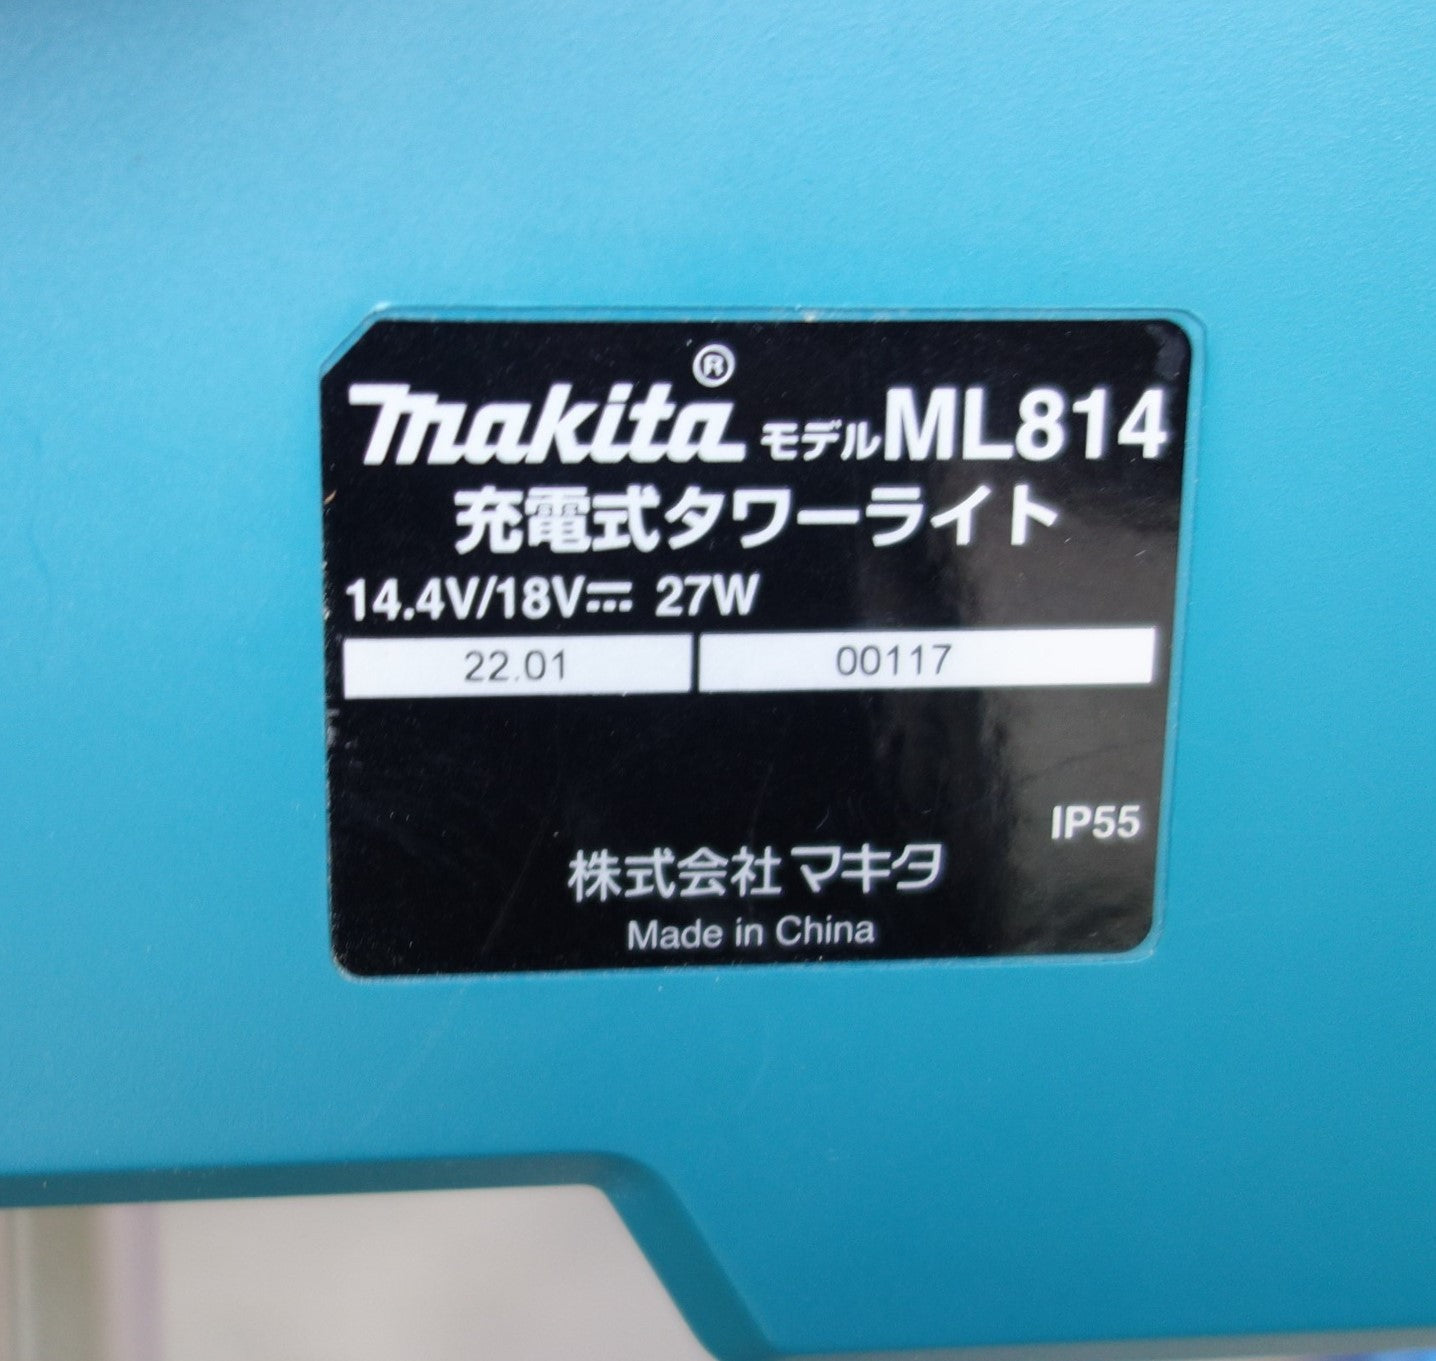 makita® モデルML814
充電式タワーライト
14.4V/18V⎓ 27W
22.01 00117
IP55
株式会社マキタ
Made in China